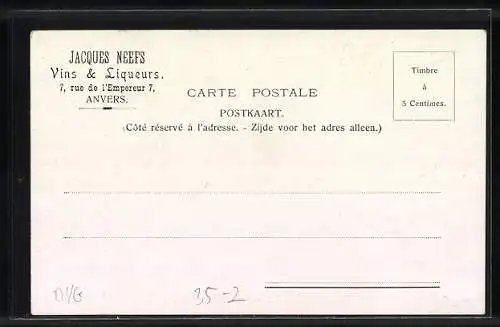 JACQUES NEEFS
Vins & Liqueurs.
7, rue de l'Empereur 7,
ANVERS.
CARTE POSTALE
POSTKAART.
(Côté réservé à l'adresse. - Zijde voor het adres alleen.)
Timbre
à
5 Centimes.
35-2